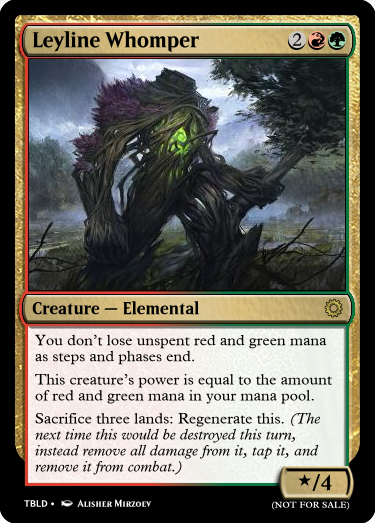 Leyline Whomper 2
Creature — Elemental
You don't lose unspent red and green mana
as steps and phases end.
This creature's power is equal to the amount
of red and green mana in your mana pool.
Sacrifice three lands: Regenerate this. (The
next time this would be destroyed this turn,
instead remove all damage from it, tap it, and
remove it from combat.)
★/4
TBLD • Alisher Mirzoev
(NOT FOR SALE)